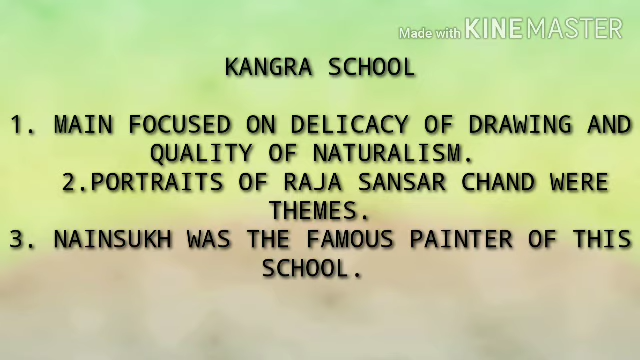 Made with KINEMASTER
KANGRA SCHOOL
1. MAIN FOCUSED ON DELICACY OF DRAWING AND
QUALITY OF NATURALISM.
2.PORTRAITS OF RAJA SANSAR CHAND WERE
THEMES.
3. NAINSUKH WAS THE FAMOUS PAINTER OF THIS
SCHOOL.